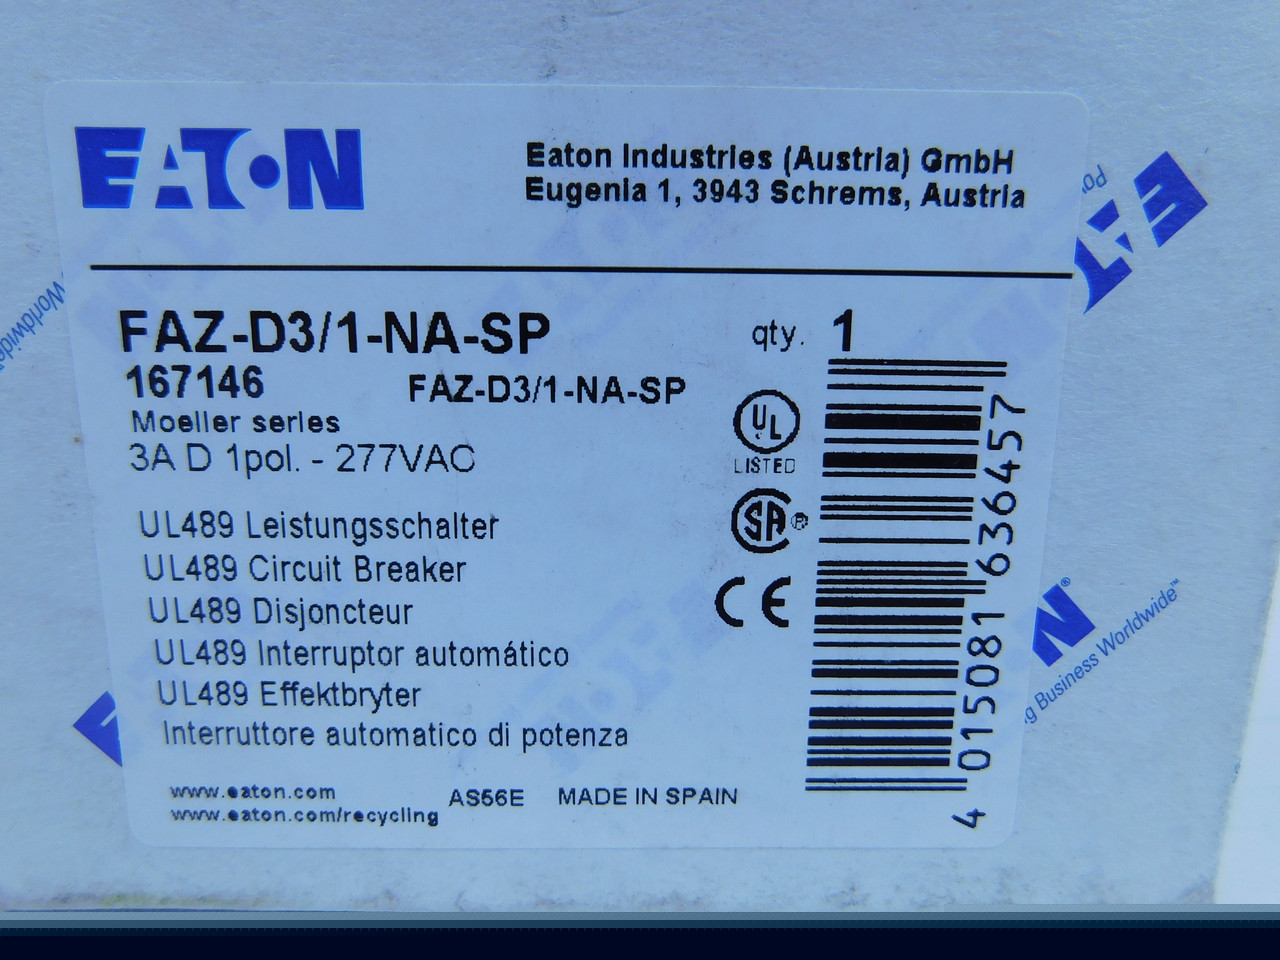 EATON
Eaton Industries (Austria) GmbH
Eugenia 1, 3943 Schrems, Austria
FAZ-D3/1-NA-SP
qty. 1
167146 FAZ-D3/1-NA-SP
Moeller series
3A D 1pol. - 277VAC
UL LISTED
SA ®
CE
UL489 Leistungsschalter
UL489 Circuit Breaker
UL489 Disjoncteur
UL489 Interruptor automático
UL489 Effektbryter
Interruttore automatico di potenza
www.eaton.com
www.eaton.com/recycling
AS56E MADE IN SPAIN
4 015081 636457
Worldwide
EAT
N®
Business Worldwide™